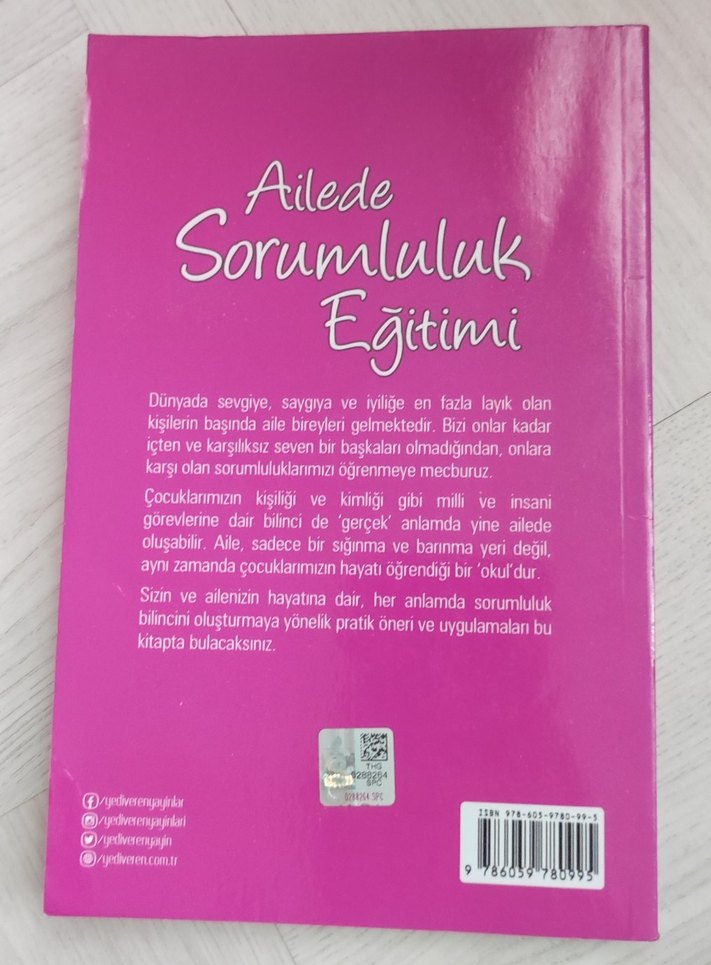 Ailede
Sorumluluk
Eğitimi
Dünyada sevgiye, saygıya ve iyiliğe en fazla layık olan
kişilerin başında aile bireyleri gelmektedir. Bizi onlar kadar
içten ve karşılıksız seven bir başkaları olmadığından, onlara
karşı olan sorumluluklarımızı öğrenmeye mecburuz.
Çocuklarımızın kişiliği ve kimliği gibi milli ve insani
görevlerine dair bilinci de 'gerçek' anlamda yine ailede
oluşabilir. Aile, sadece bir sığınma ve barınma yeri değil,
aynı zamanda çocuklarımızın hayatı öğrendiği bir 'okul'dur.
Sizin ve ailenizin hayatına dair, her anlamda sorumluluk
bilincini oluşturmaya yönelik pratik öneri ve uygulamaları bu
kitapta bulacaksınız.
THG
0288264
SPC
0288264 SPC
/yediverenyayinlar
/yediverenyayinlari
/yediverenyayin
/yediveren.com.tr
ISBN 978-605-9780-99-5
9 786059 780995